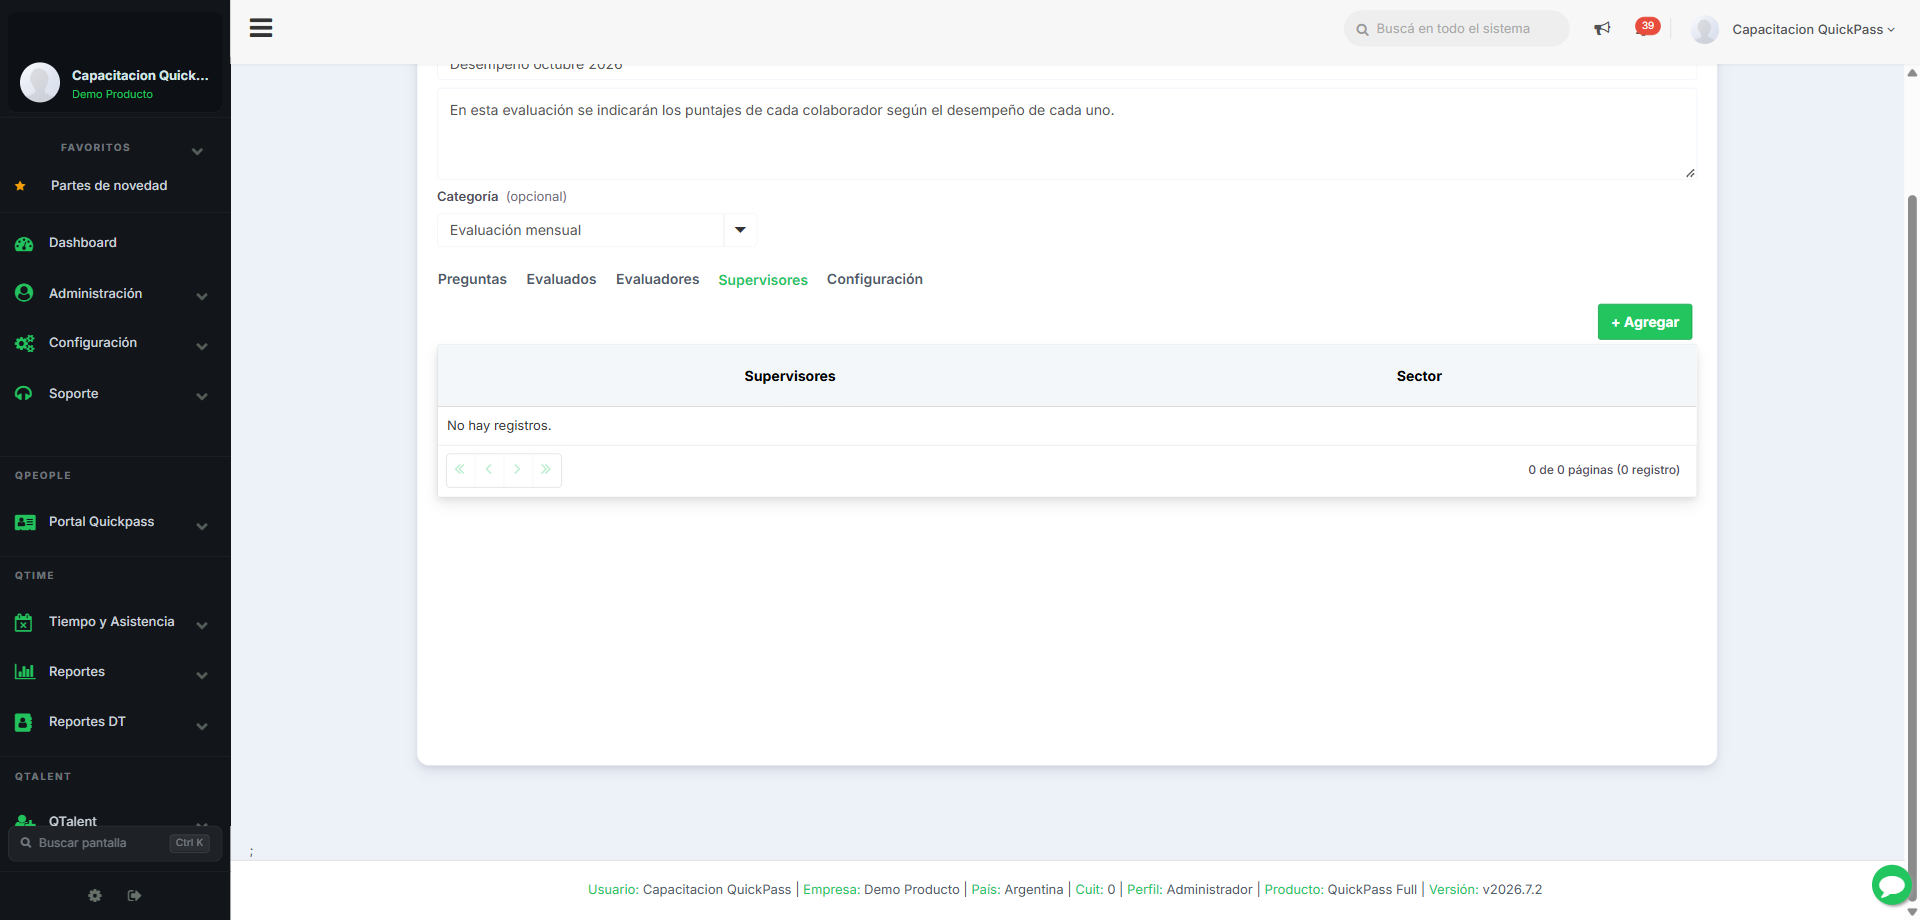 Capacitacion Quick...
Demo Producto
FAVORITOS
Partes de novedad
Dashboard
Administración
Configuración
Soporte
QPEOPLE
Portal Quickpass
QTIME
Tiempo y Asistencia
Reportes
Reportes DT
QTALENT
QTalent
Buscar pantalla Ctrl K
Buscá en todo el sistema
39
Capacitacion QuickPass
Desempeño octubre 2026
En esta evaluación se indicarán los puntajes de cada colaborador según el desempeño de cada uno.
Categoría (opcional)
Evaluación mensual
Preguntas Evaluados Evaluadores Supervisores Configuración
+ Agregar
Supervisores Sector
No hay registros.
0 de 0 páginas (0 registro)
;
Usuario: Capacitacion QuickPass | Empresa: Demo Producto | País: Argentina | Cuit: 0 | Perfil: Administrador | Producto: QuickPass Full | Versión: v2026.7.2